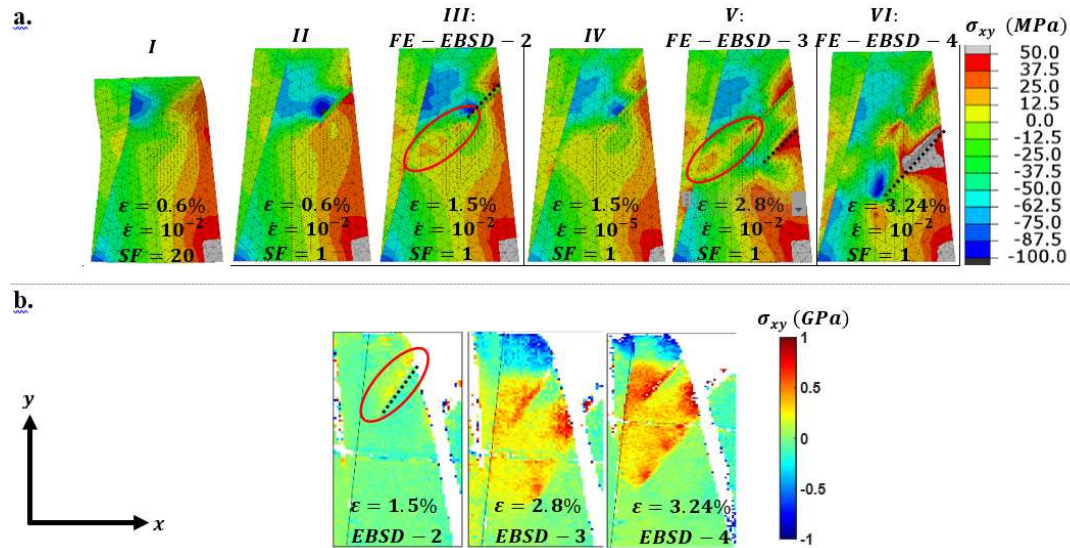 a.
I
II
III:
FE − EBSD − 2
IV
V:
FE − EBSD − 3
VI:
FE − EBSD − 4
σxy (MPa)
50.0
37.5
25.0
12.5
0.0
-12.5
-25.0
-37.5
-50.0
-62.5
-75.0
-87.5
-100.0
ε = 0.6%
ε̇ = 10⁻²
SF = 20
ε = 0.6%
ε̇ = 10⁻²
SF = 1
ε = 1.5%
ε̇ = 10⁻²
SF = 1
ε = 1.5%
ε̇ = 10⁻⁵
SF = 1
ε = 2.8%
ε̇ = 10⁻²
SF = 1
ε = 3.24%
ε̇ = 10⁻²
SF = 1
b.
σxy (GPa)
1
0.5
0
-0.5
-1
ε = 1.5%
EBSD − 2
ε = 2.8%
EBSD − 3
ε = 3.24%
EBSD − 4
y
x